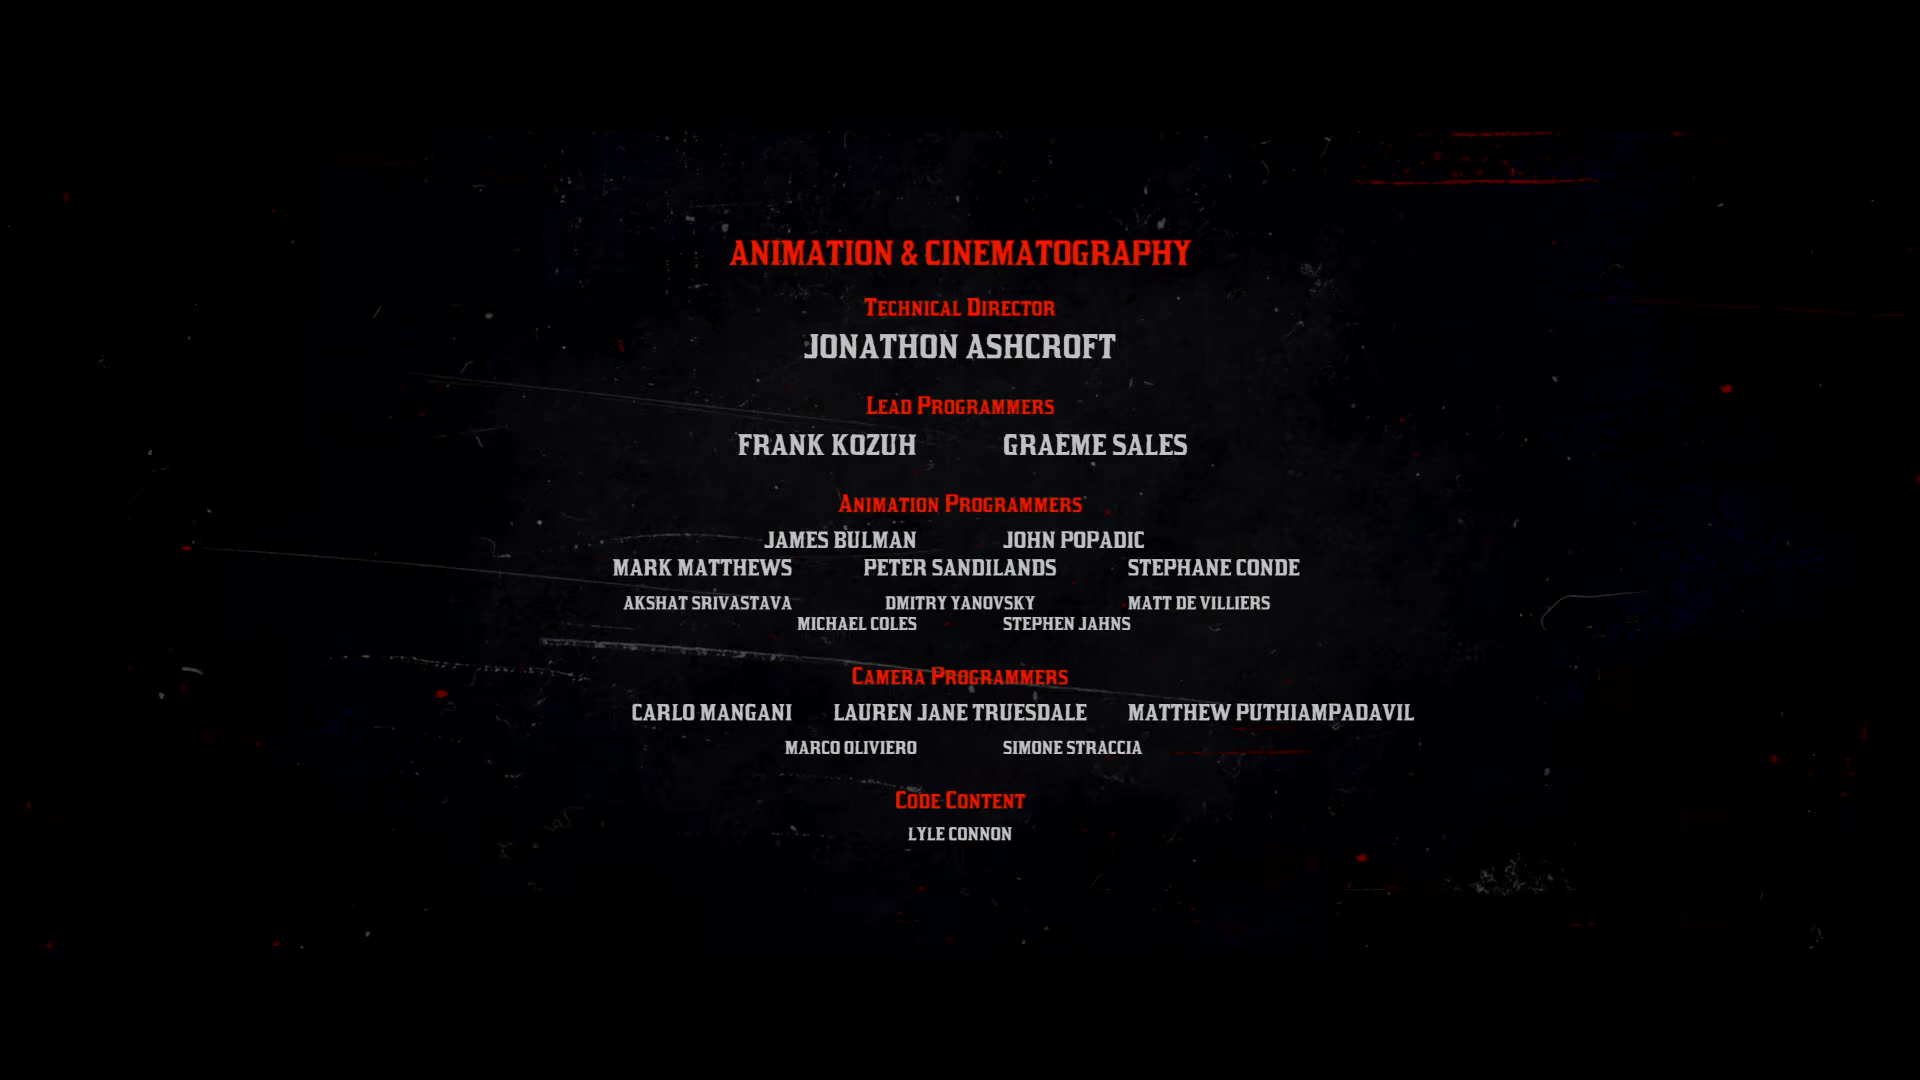 ANIMATION & CINEMATOGRAPHY
TECHNICAL DIRECTOR
JONATHON ASHCROFT
LEAD PROGRAMMERS
FRANK KOZUH GRAEME SALES
ANIMATION PROGRAMMERS
JAMES BULMAN JOHN POPADIC
MARK MATTHEWS PETER SANDILANDS STEPHANE CONDE
AKSHAT SRIVASTAVA DMITRY YANOVSKY MATT DE VILLIERS
MICHAEL COLES STEPHEN JAHNS
CAMERA PROGRAMMERS
CARLO MANGANI LAUREN JANE TRUESDALE MATTHEW PUTHIAMPADAVIL
MARCO OLIVIERO SIMONE STRACCIA
CODE CONTENT
LYLE CONNON